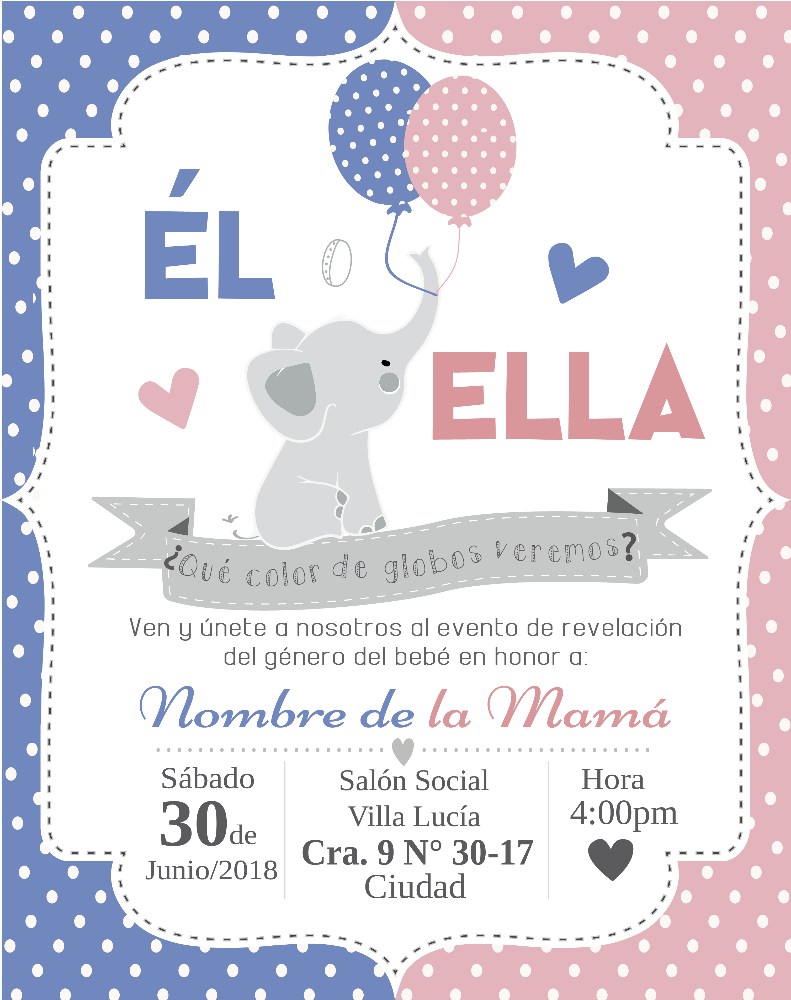 ÉL
O
ELLA
¿Qué color de globos veremos?
Ven y únete a nosotros al evento de revelación
del género del bebé en honor a:
Nombre de la Mamá
Sábado
30 de
Junio/2018
Salón Social
Villa Lucía
Cra. 9 N° 30-17
Ciudad
Hora
4:00pm